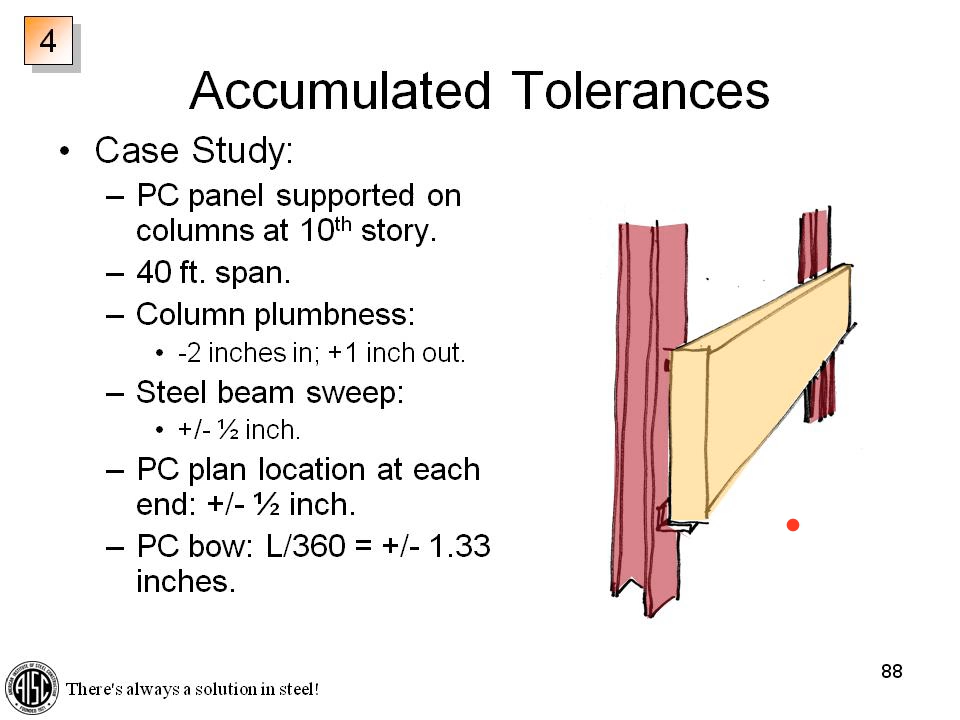 4
Accumulated Tolerances
• Case Study:
– PC panel supported on
columns at 10th story.
– 40 ft. span.
– Column plumbness:
• -2 inches in; +1 inch out.
– Steel beam sweep:
• +/- ½ inch.
– PC plan location at each
end: +/- ½ inch.
– PC bow: L/360 = +/- 1.33
inches.
88
AISC
There's always a solution in steel!